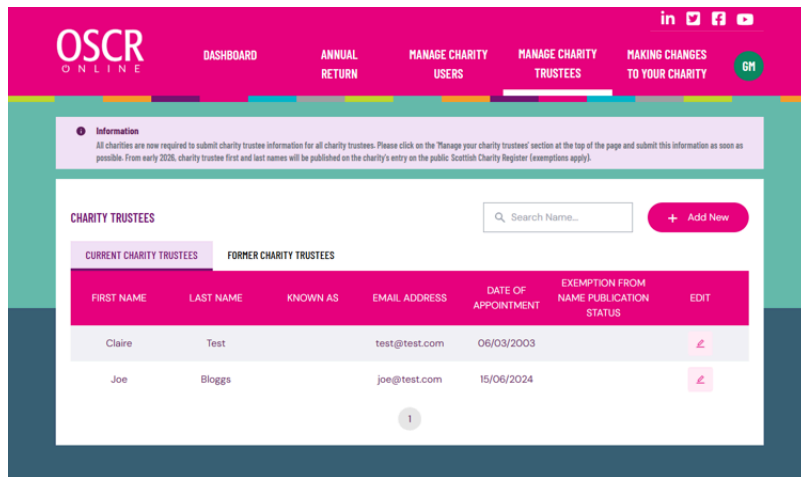 OSCR
ONLINE
DASHBOARD
ANNUAL
RETURN
MANAGE CHARITY
USERS
MANAGE CHARITY
TRUSTEES
MAKING CHANGES
TO YOUR CHARITY
GM
Information
All charities are now required to submit charity trustee information for all charity trustees. Please click on the 'Manage your charity trustees' section at the top of the page and submit this information as soon as
possible. From early 2026, charity trustee first and last names will be published on the charity's entry on the public Scottish Charity Register (exemptions apply).
CHARITY TRUSTEES
Search Name...
+ Add New
CURRENT CHARITY TRUSTEES
FORMER CHARITY TRUSTEES
FIRST NAME LAST NAME KNOWN AS EMAIL ADDRESS DATE OF APPOINTMENT EXEMPTION FROM NAME PUBLICATION STATUS EDIT
Claire Test test@test.com 06/03/2003
Joe Bloggs joe@test.com 15/06/2024
1